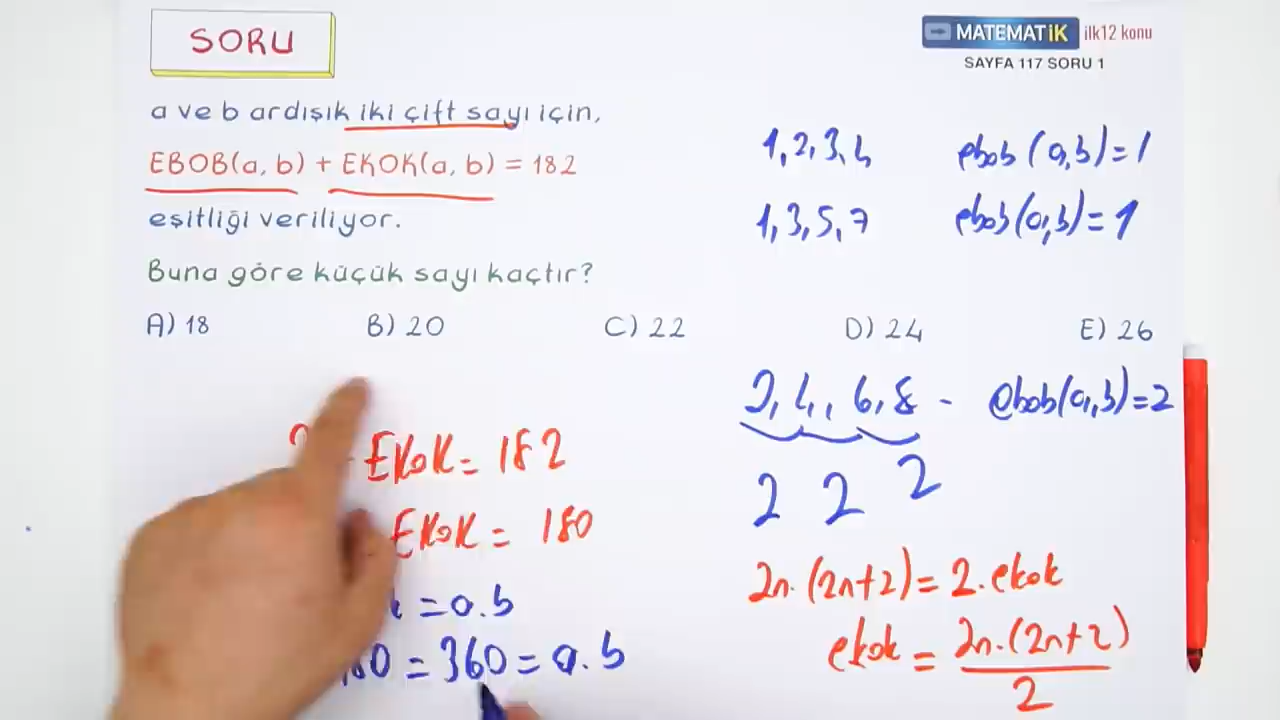 SORU
MATEMATİK ilk12 konu
SAYFA 117 SORU 1
a ve b ardışık iki çift sayı için,
EBOB(a, b) + EKOK(a, b) = 182
eşitliği veriliyor.
Buna göre küçük sayı kaçtır?
A) 18 B) 20 C) 22 D) 24 E) 26
1, 2, 3, 4 ebob (a,b) = 1
1, 3, 5, 7 ebob(a,b) = 1
2, 4, 6, 8 - ebob(a,b) = 2
2 2 2
2n.(2n+2) = 2.ekok
ekok = 2n.(2n+2)
2
EKOK = 182
EKOK = 180
= a.b
= 360 = a.b